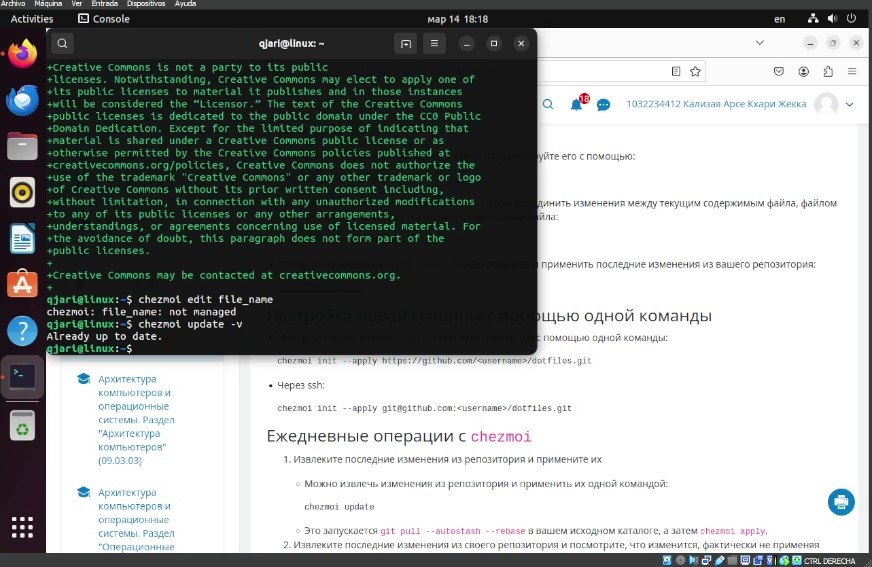 Archivo Máquina Ver Entrada Dispositivos Ayuda
Activities Console мар 14 18:18 en
qjari@linux: ~
+Creative Commons is not a party to its public
+licenses. Notwithstanding, Creative Commons may elect to apply one of
+its public licenses to material it publishes and in those instances
+will be considered the “Licensor.” The text of the Creative Commons
+public licenses is dedicated to the public domain under the CC0 Public
+Domain Dedication. Except for the limited purpose of indicating that
+material is shared under a Creative Commons public license or as
+otherwise permitted by the Creative Commons policies published at
+creativecommons.org/policies, Creative Commons does not authorize the
+use of the trademark "Creative Commons" or any other trademark or logo
+of Creative Commons without its prior written consent including,
+without limitation, in connection with any unauthorized modifications
+to any of its public licenses or any other arrangements,
+understandings, or agreements concerning use of licensed material. For
+the avoidance of doubt, this paragraph does not form part of the
+public licenses.
+
+Creative Commons may be contacted at creativecommons.org.
+
qjari@linux:~$ chezmoi edit file_name
chezmoi: file_name: not managed
qjari@linux:~$ chezmoi update -v
Already up to date.
qjari@linux:~$
18
1032234412 Кализая Арсе Кхари Жекка
йте его с помощью:
динить изменения между текущим содержимым файла, файлом
айла:
применить последние изменения из вашего репозитория:
Настройка новой машины с помощью одной команды
с помощью одной команды:
chezmoi init --apply https://github.com/<username>/dotfiles.git
• Через ssh:
chezmoi init --apply git@github.com:<username>/dotfiles.git
Ежедневные операции с chezmoi
1. Извлеките последние изменения из репозитория и примените их
Можно извлечь изменения из репозитория и применить их одной командой:
chezmoi update
Это запускается git pull --autostash --rebase в вашем исходном каталоге, а затем chezmoi apply.
2. Извлеките последние изменения из своего репозитория и посмотрите, что изменится, фактически не применяя
Архитектура
компьютеров и
операционные
системы. Раздел
"Архитектура
компьютеров"
(09.03.03)
Архитектура
компьютеров и
операционные
системы. Раздел
"Операционные
CTRL DERECHA